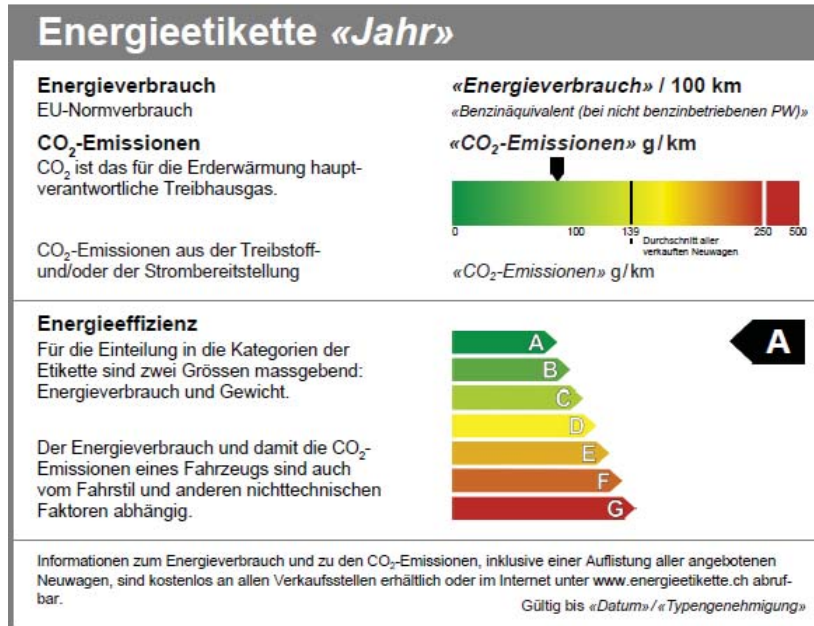 Energieetikette «Jahr»
Energieverbrauch
EU-Normverbrauch
«Energieverbrauch» / 100 km
«Benzinäquivalent (bei nicht benzinbetriebenen PW)»
CO₂-Emissionen
CO₂ ist das für die Erderwärmung haupt-
verantwortliche Treibhausgas.
«CO₂-Emissionen» g/km
0 100 139 250 500
Durchschnitt aller
verkauften Neuwagen
CO₂-Emissionen aus der Treibstoff-
und/oder der Strombereitstellung
«CO₂-Emissionen» g/km
Energieeffizienz
Für die Einteilung in die Kategorien der
Etikette sind zwei Grössen massgebend:
Energieverbrauch und Gewicht.
Der Energieverbrauch und damit die CO₂-
Emissionen eines Fahrzeugs sind auch
vom Fahrstil und anderen nichttechnischen
Faktoren abhängig.
A
B
C
D
E
F
G
A
Informationen zum Energieverbrauch und zu den CO₂-Emissionen, inklusive einer Auflistung aller angebotenen
Neuwagen, sind kostenlos an allen Verkaufsstellen erhältlich oder im Internet unter www.energieetikette.ch abruf-
bar.
Gültig bis «Datum»/«Typengenehmigung»